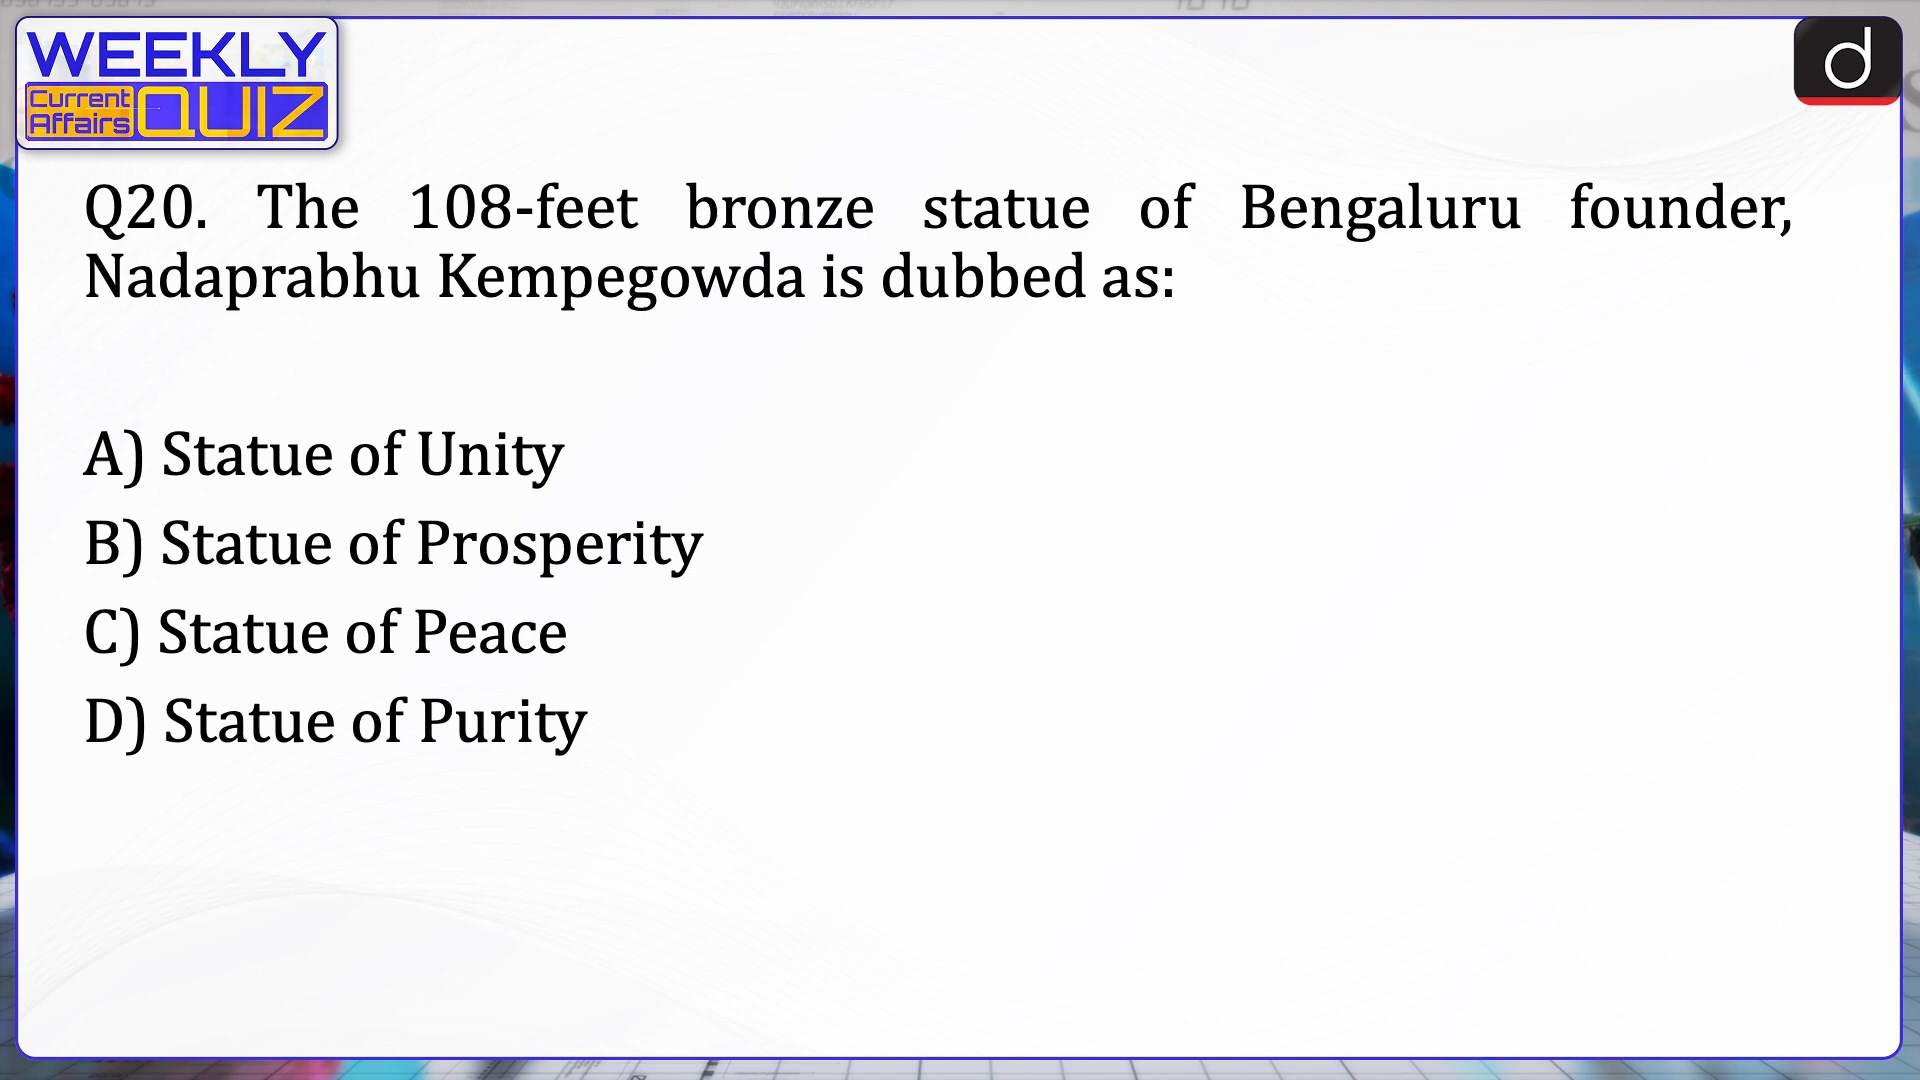 WEEKLY
Current
Affairs
QUIZ
d
Q20. The 108-feet bronze statue of Bengaluru founder,
Nadaprabhu Kempegowda is dubbed as:
A) Statue of Unity
B) Statue of Prosperity
C) Statue of Peace
D) Statue of Purity